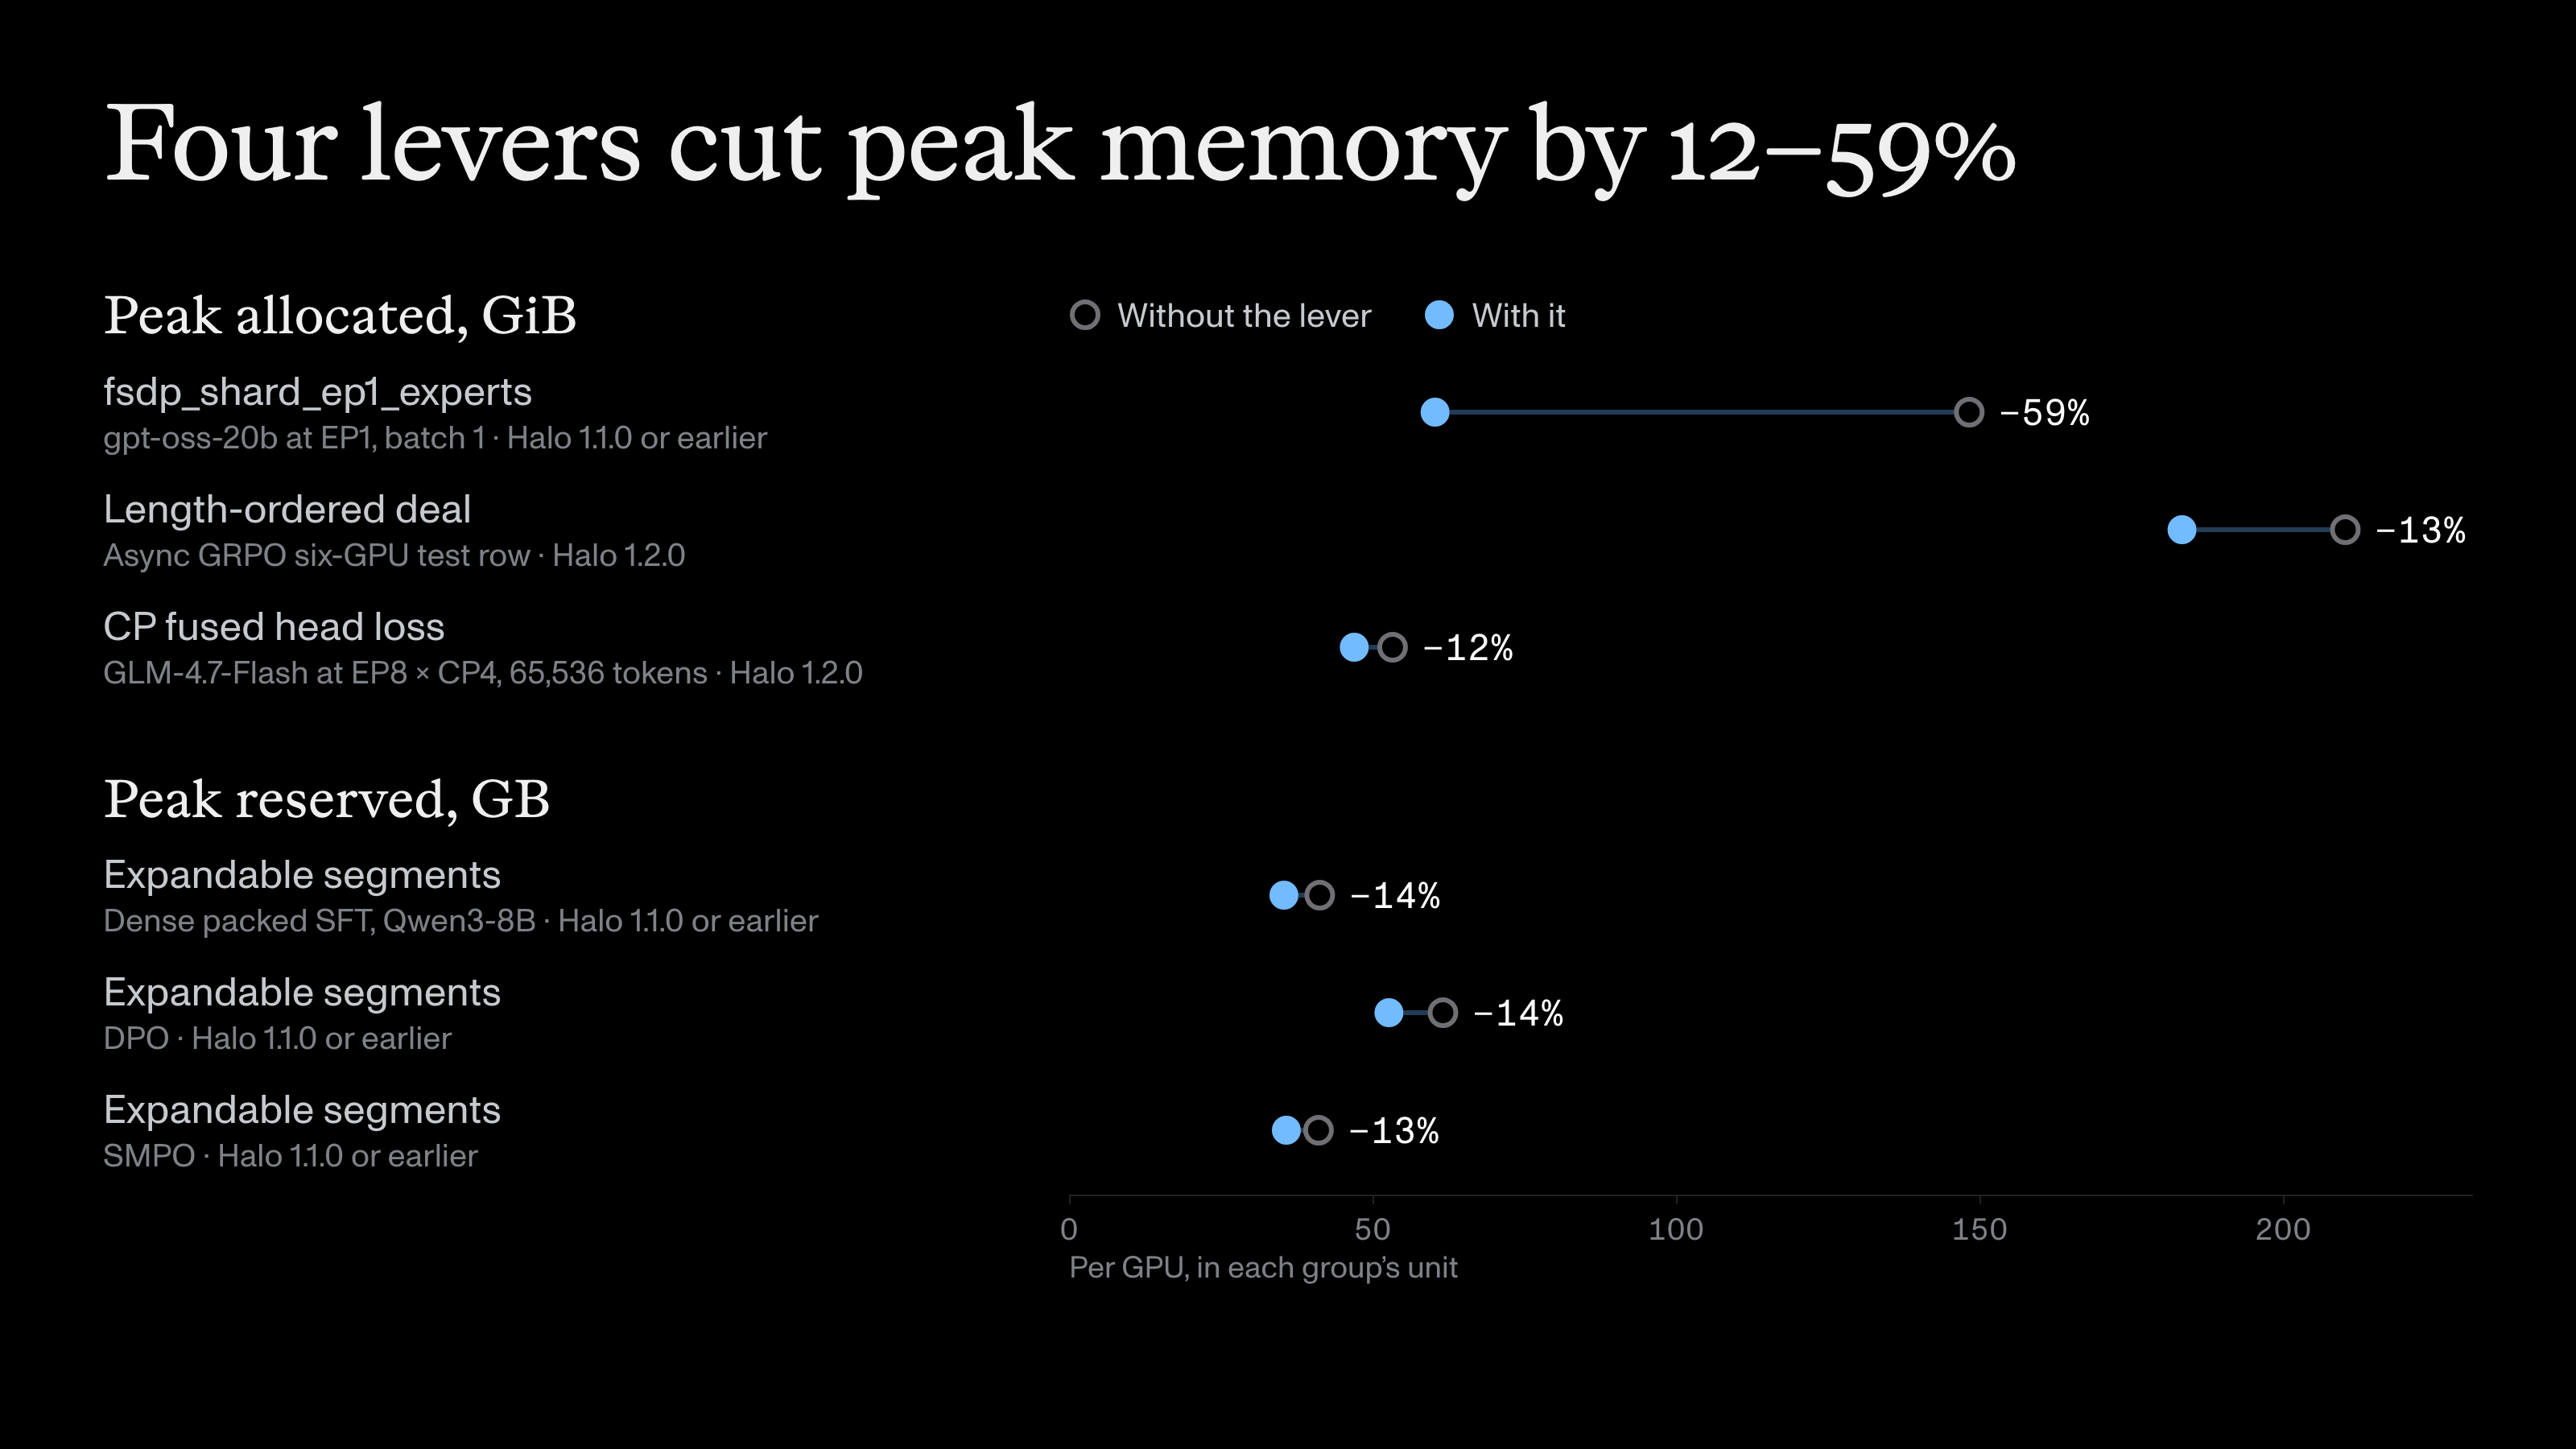 Four levers cut peak memory by 12–59%
Peak allocated, GiB
Without the lever
With it
fsdp_shard_ep1_experts
gpt-oss-20b at EP1, batch 1 · Halo 1.1.0 or earlier
−59%
Length-ordered deal
Async GRPO six-GPU test row · Halo 1.2.0
−13%
CP fused head loss
GLM-4.7-Flash at EP8 × CP4, 65,536 tokens · Halo 1.2.0
−12%
Peak reserved, GB
Expandable segments
Dense packed SFT, Qwen3-8B · Halo 1.1.0 or earlier
−14%
Expandable segments
DPO · Halo 1.1.0 or earlier
−14%
Expandable segments
SMPO · Halo 1.1.0 or earlier
−13%
0 50 100 150 200
Per GPU, in each group’s unit